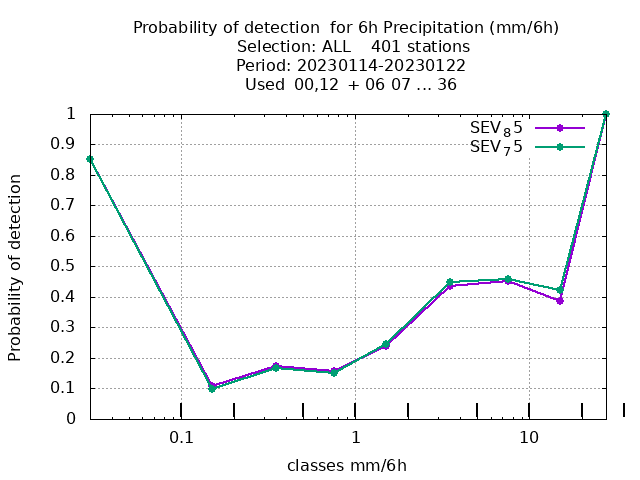 Probability of detection  for 6h Precipitation (mm/6h)
Selection: ALL    401 stations
Period: 20230114-20230122
Used  00,12  + 06 07 ... 36
SEV₈5
SEV₇5
1
0.9
0.8
0.7
0.6
0.5
0.4
0.3
0.2
0.1
0
Probability of detection
0.1 1 10
classes mm/6h